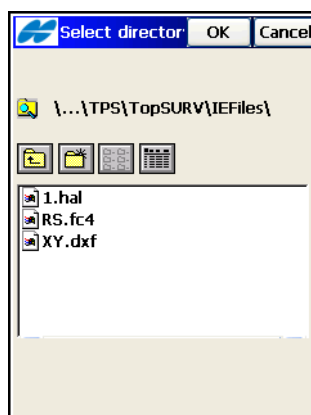 Select director OK Cancel
\...\TPS\TopSURV\IEFiles\
1.hal
RS.fc4
XY.dxf